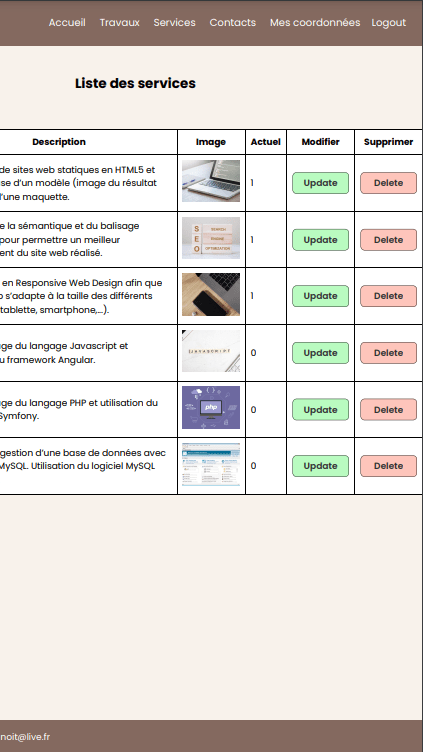 Accueil Travaux Services Contacts Mes coordonnées Logout
Liste des services
Description Image Actuel Modifier Supprimer
de sites web statiques en HTML5 et
se d’un modèle (image du résultat
d’une maquette.
1 Update Delete
e la sémantique et du balisage
pour permettre un meilleur
ent du site web réalisé.
S SEARCH
E ENGINE
O OPTIMIZATION
1 Update Delete
en Responsive Web Design afin que
s’adapte à la taille des différents
tablette, smartphone,...).
1 Update Delete
ge du langage Javascript et
u framework Angular.
JAVASCRIPT
0 Update Delete
ge du langage PHP et utilisation du
Symfony.
php
0 Update Delete
gestion d’une base de données avec
MySQL. Utilisation du logiciel MySQL
0 Update Delete
noit@live.fr